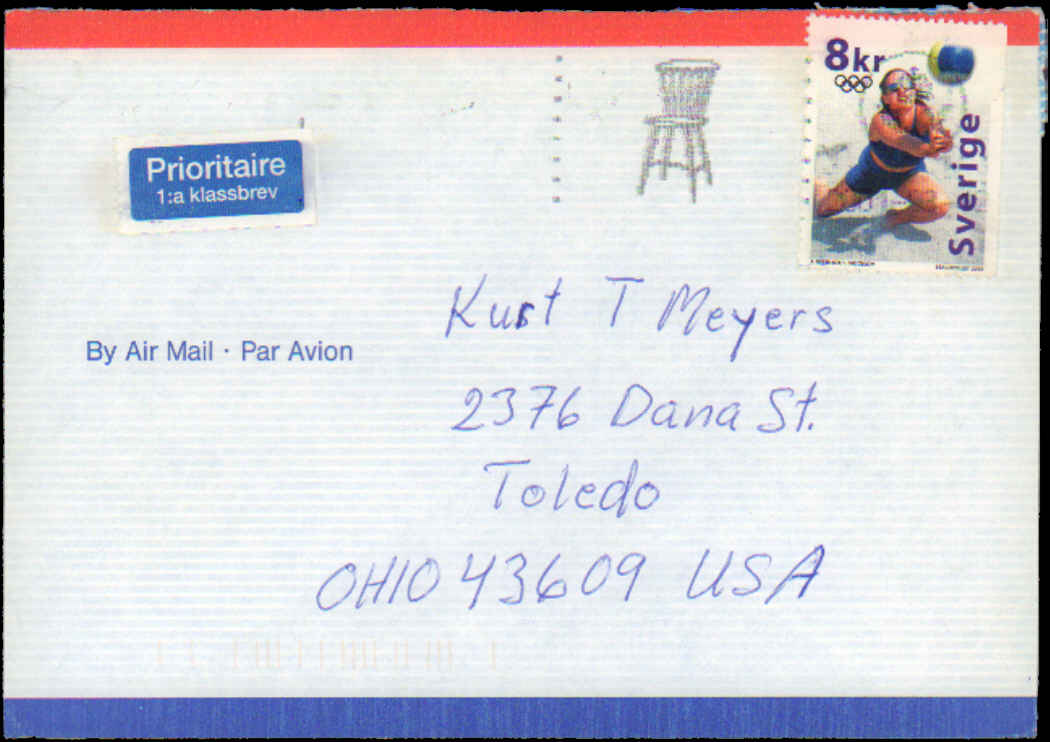 8kr
Sverige
Prioritaire
1:a klassbrev
By Air Mail · Par Avion
Kurt T Meyers
2376 Dana St.
Toledo
OHIO 43609 USA